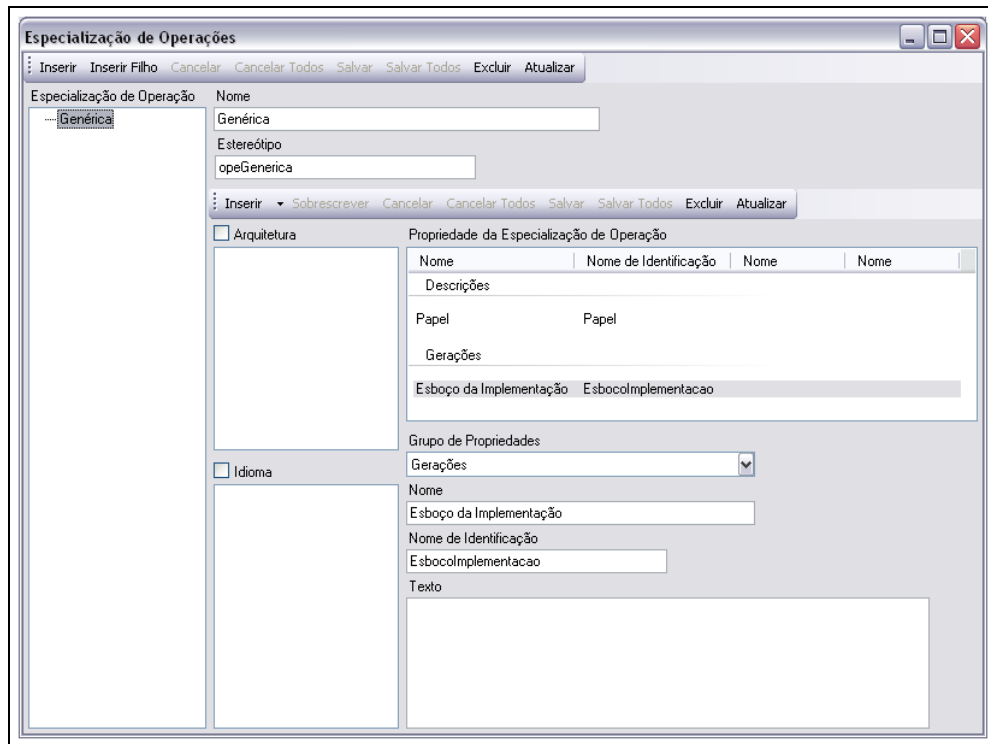 Especialização de Operações
Inserir Inserir Filho Cancelar Cancelar Todos Salvar Salvar Todos Excluir Atualizar
Especialização de Operação
Genérica
Nome
Genérica
Estereótipo
opeGenerica
Inserir Sobrescrever Cancelar Cancelar Todos Salvar Salvar Todos Excluir Atualizar
Arquitetura
Propriedade da Especialização de Operação
Nome Nome de Identificação Nome Nome
Descrições
Papel Papel
Gerações
Esboço da Implementação EsbocoImplementacao
Grupo de Propriedades
Gerações
Idioma
Nome
Esboço da Implementação
Nome de Identificação
EsbocoImplementacao
Texto